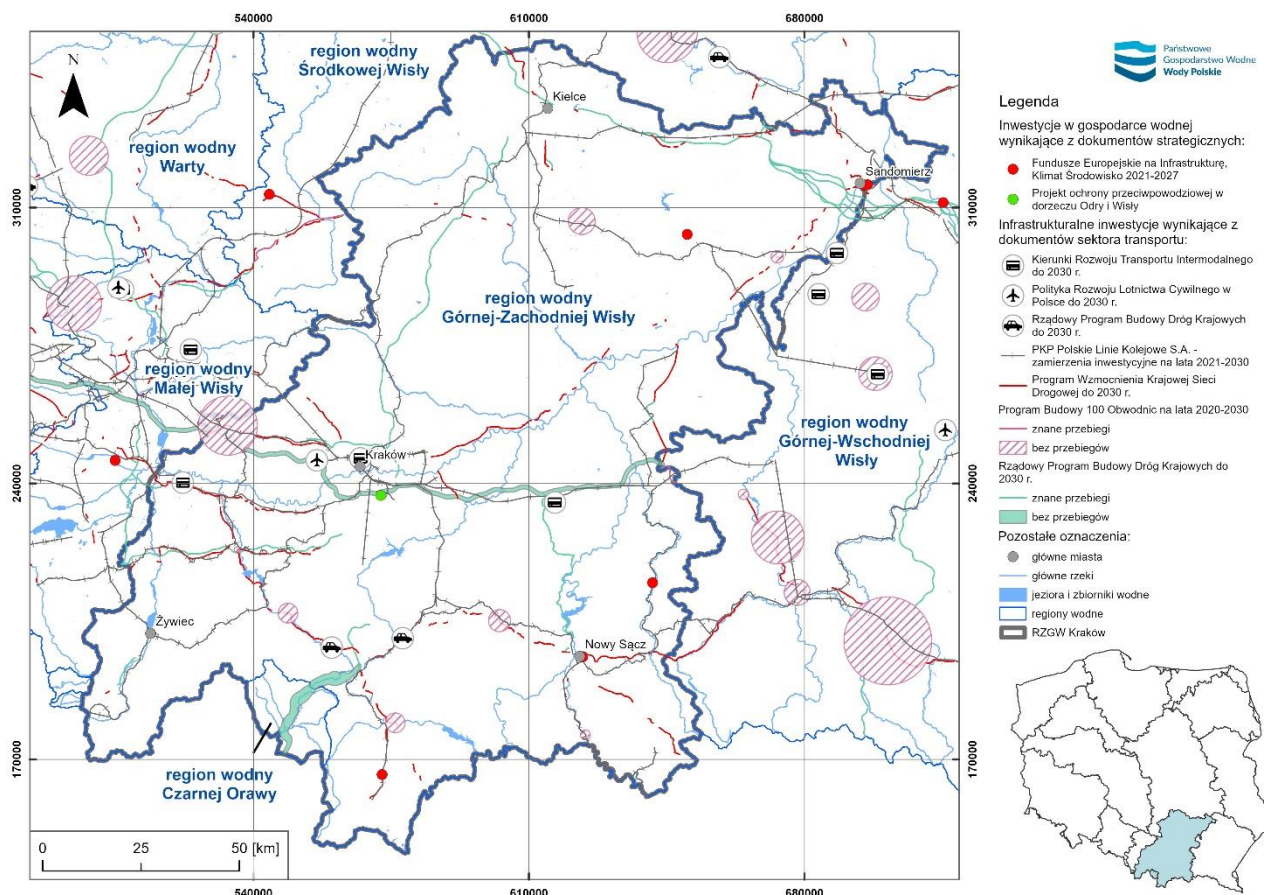 540000
610000
680000
310000
240000
170000
N
region wodny
Środkowej Wisły
Kielce
region wodny
Warty
Sandomierz
region wodny
Górnej-Zachodniej Wisły
region wodny
Małej Wisły
region wodny
Górnej-Wschodniej
Wisły
Kraków
Żywiec
Nowy Sącz
region wodny
Czarnej Orawy
0 25 50 [km]
310000
240000
170000
540000
610000
680000
Państwowe
Gospodarstwo Wodne
Wody Polskie
Legenda
Inwestycje w gospodarce wodnej
wynikające z dokumentów strategicznych:
Fundusze Europejskie na Infrastrukturę,
Klimat Środowisko 2021-2027
Projekt ochrony przeciwpowodziowej w
dorzeczu Odry i Wisły
Infrastrukturalne inwestycje wynikające z
dokumentów sektora transportu:
Kierunki Rozwoju Transportu Intermodalnego
do 2030 r.
Polityka Rozwoju Lotnictwa Cywilnego w
Polsce do 2030 r.
Rządowy Program Budowy Dróg Krajowych
do 2030 r.
PKP Polskie Linie Kolejowe S.A. -
zamierzenia inwestycyjne na lata 2021-2030
Program Wzmocnienia Krajowej Sieci
Drogowej do 2030 r.
Program Budowy 100 Obwodnic na lata 2020-2030
znane przebiegi
bez przebiegów
Rzadowy Program Budowy Dróg Krajowych do
2030 r.
znane przebiegi
bez przebiegów
Pozostałe oznaczenia:
główne miasta
główne rzeki
jeziora i zbiorniki wodne
regiony wodne
RZGW Kraków